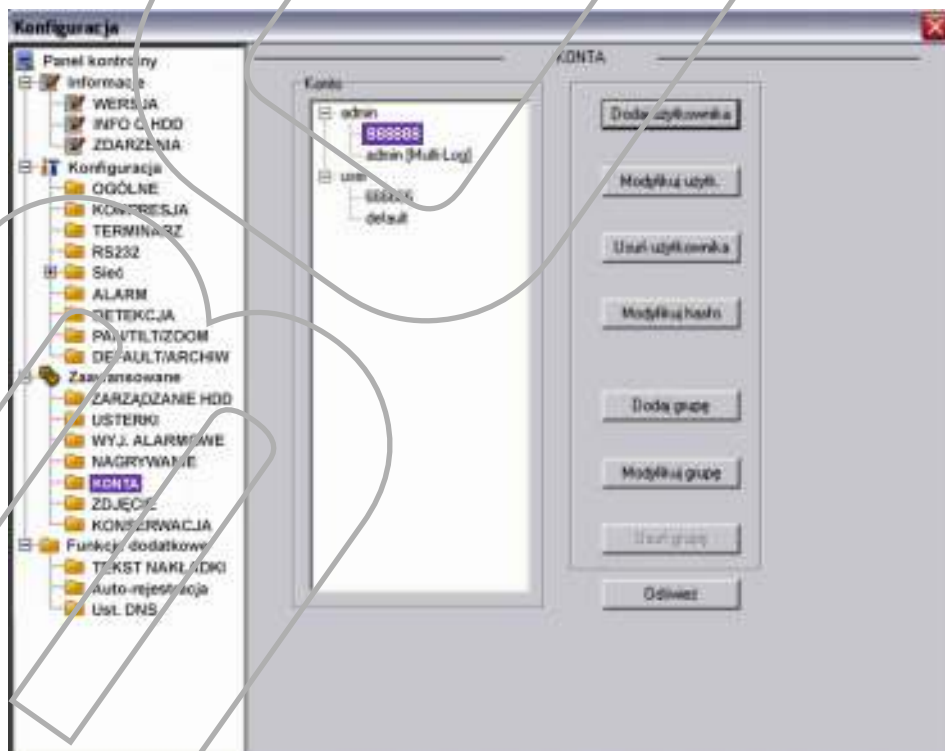 Konfiguracja
Panel kontrolny
Informacje
WERSJA
INFO O HDD
ZDARZENIA
Konfiguracja
OGÓLNE
KOMPRESJA
TERMINARZ
RS232
Sieć
ALARM
DETEKCJA
PAN/TILT/ZOOM
DEFAULT/ARCHIW
Zaawansowane
ZARZĄDZANIE HDD
USTERKI
WYJ. ALARMOWE
NAGRYWANIE
KONTA
ZDJĘCIE
KONSERWACJA
Funkcje dodatkowe
TEKST NAKŁADKI
Auto-rejestracja
Ust. DNS
KONTA
Konto
admin
888888
admin [Multi-Log]
user
666666
default
Dodaj użytkownika
Modyfikuj użytk.
Usuń użytkownika
Modyfikuj hasło
Dodaj grupę
Modyfikuj grupę
Usuń grupę
Odśwież